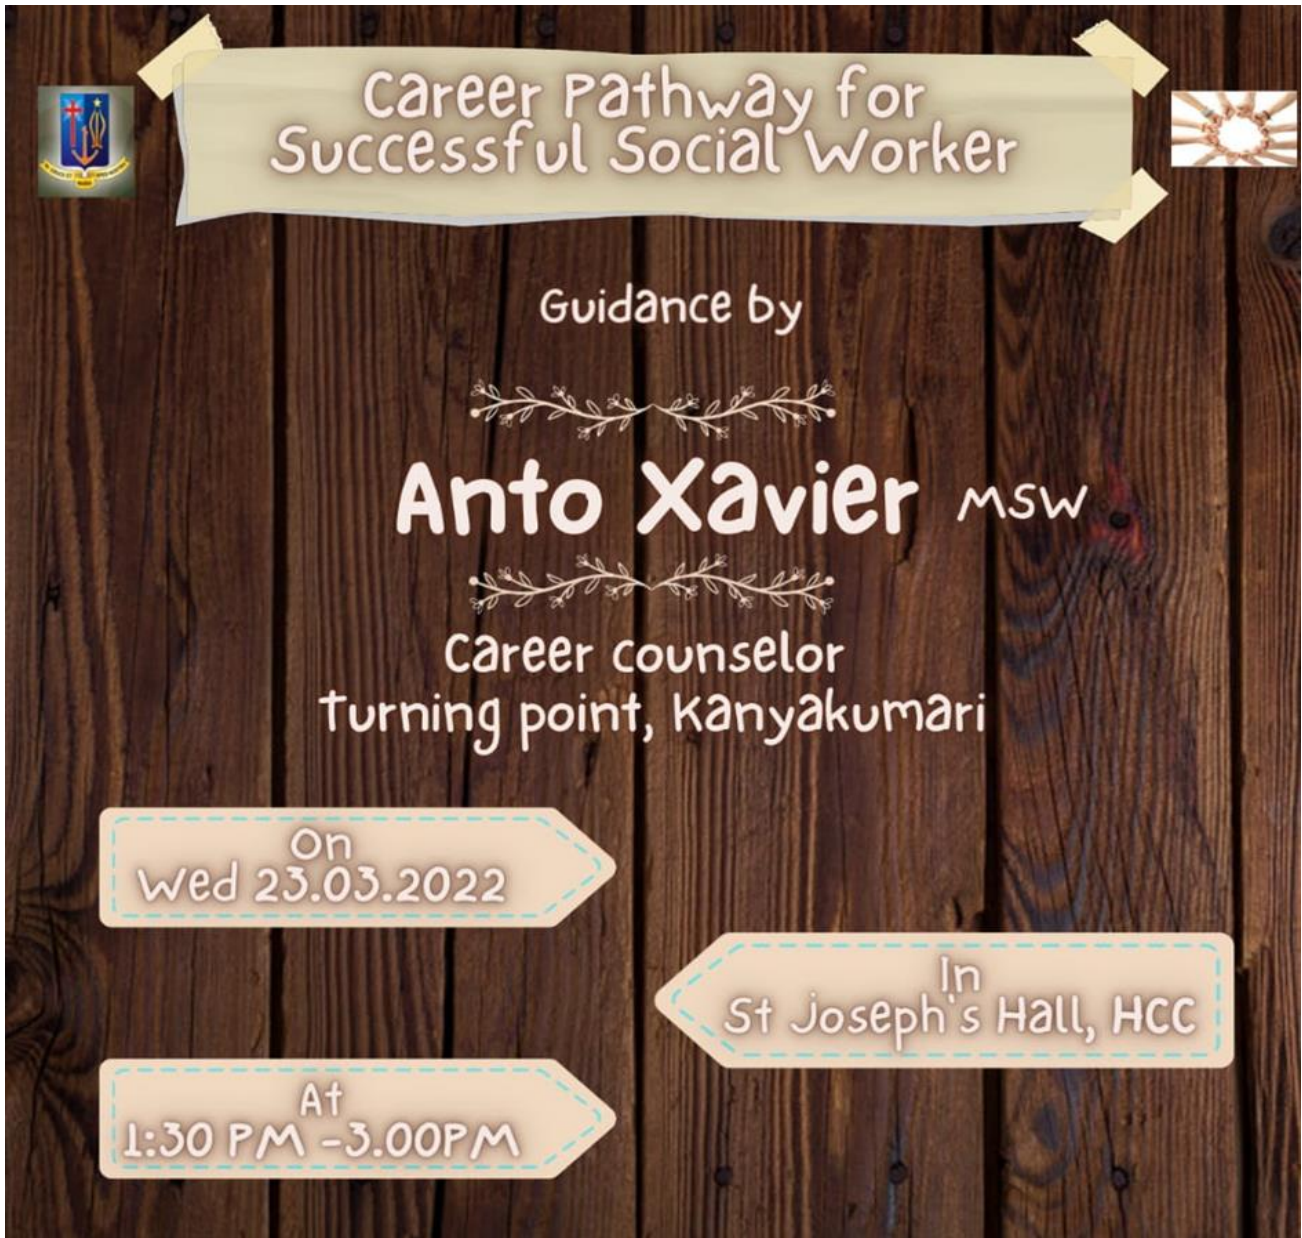 Career Pathway for
Successful Social Worker
Guidance by
Anto Xavier MSW
Career counselor
Turning point, Kanyakumari
On
Wed 23.03.2022
In
St Joseph's Hall, HCC
At
1:30 PM -3.00PM